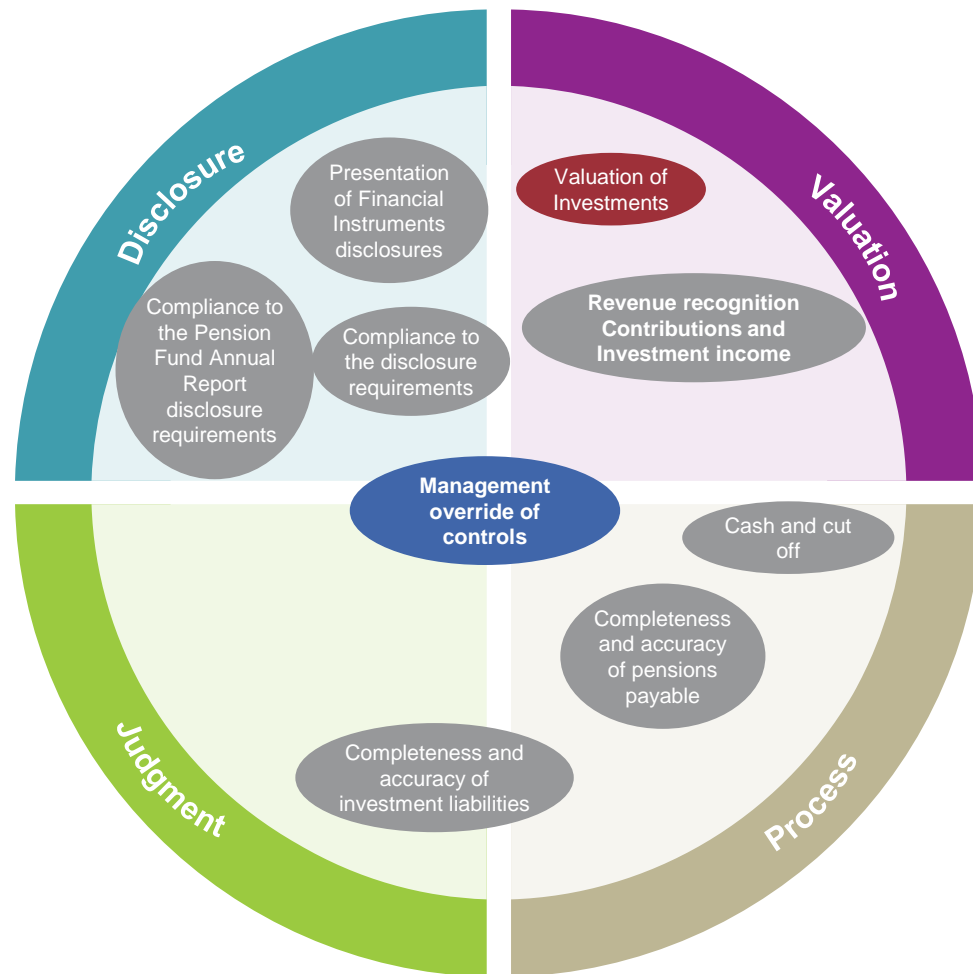 Disclosure
Presentation
of Financial
Instruments
disclosures
Compliance to
the Pension
Fund Annual
Report
disclosure
requirements
Compliance to
the disclosure
requirements
Valuation
Valuation of
Investments
Revenue recognition
Contributions and
Investment income
Management
override of
controls
Judgment
Completeness and
accuracy of
investment liabilities
Process
Cash and cut
off
Completeness
and accuracy
of pensions
payable